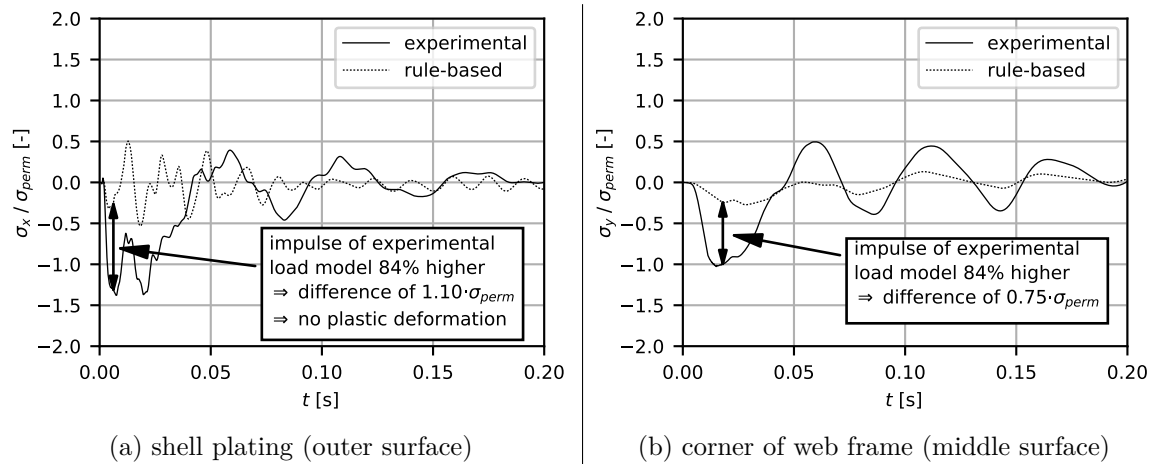 2.0
1.5
1.0
0.5
0.0
−0.5
−1.0
−1.5
−2.0
σx / σperm [-]
experimental
rule-based
impulse of experimental
load model 84% higher
⇒ difference of 1.10·σperm
⇒ no plastic deformation
0.00 0.05 0.10 0.15 0.20
t [s]
(a) shell plating (outer surface)
2.0
1.5
1.0
0.5
0.0
−0.5
−1.0
−1.5
−2.0
σy / σperm [-]
experimental
rule-based
impulse of experimental
load model 84% higher
⇒ difference of 0.75·σperm
0.00 0.05 0.10 0.15 0.20
t [s]
(b) corner of web frame (middle surface)